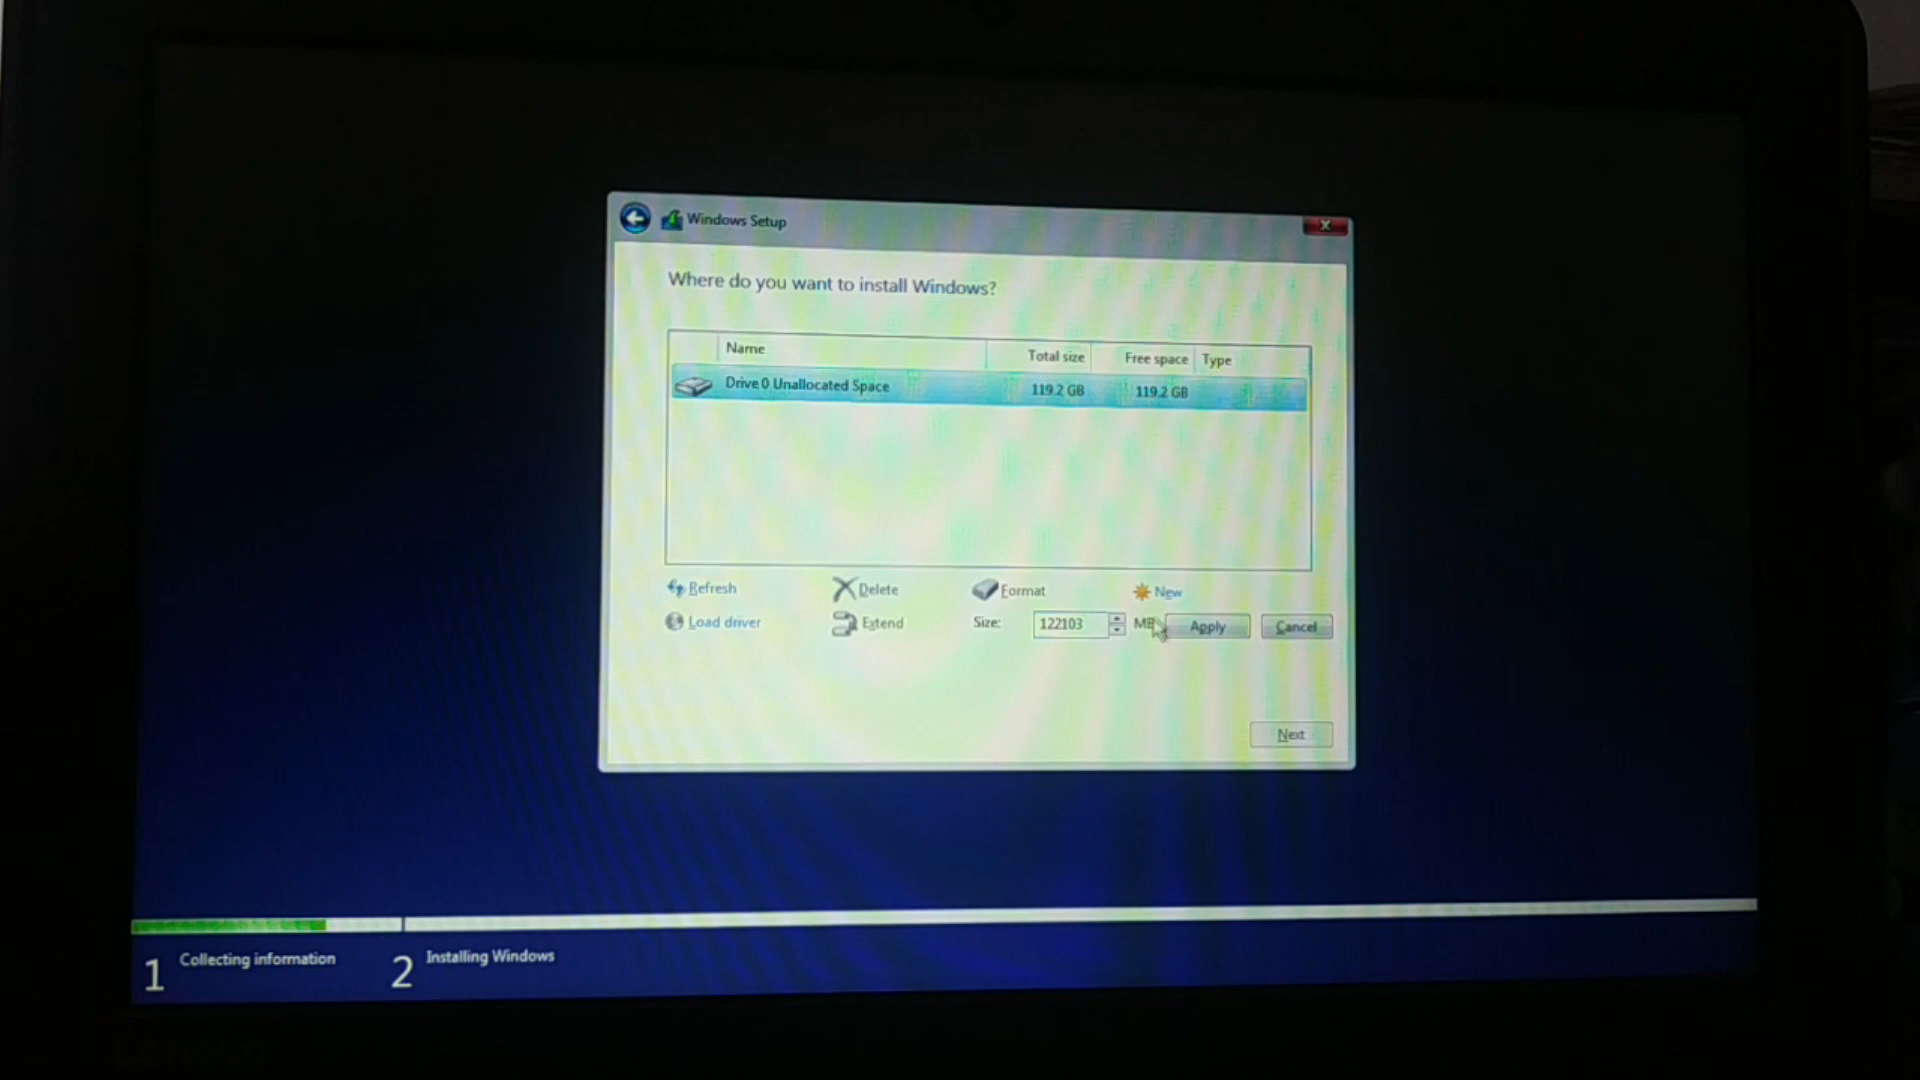 Windows Setup
Where do you want to install Windows?
Name Total size Free space Type
Drive 0 Unallocated Space 119.2 GB 119.2 GB
Refresh Delete Format New
Load driver Extend Size: 122103 MB Apply Cancel
Next
1 Collecting information 2 Installing Windows